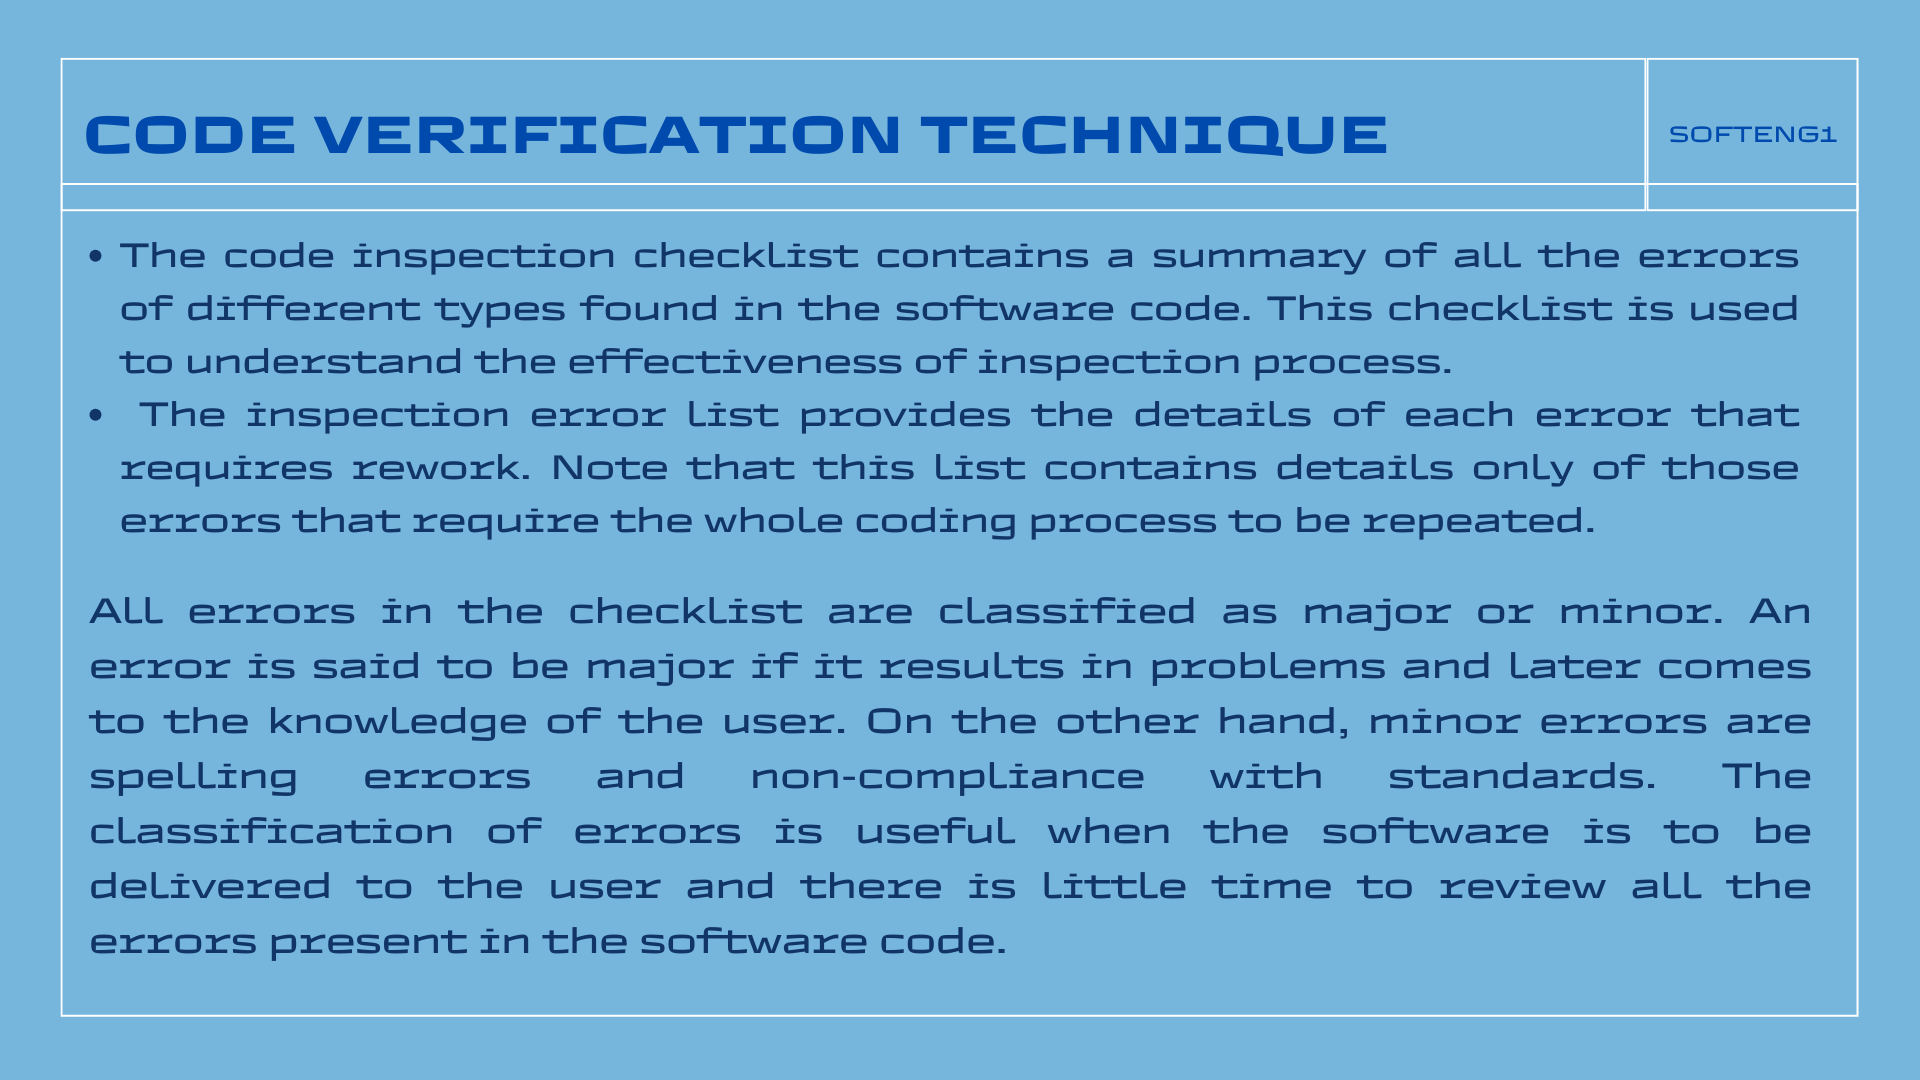 CODE VERIFICATION TECHNIQUE
SOFTENG1
• The code inspection checklist contains a summary of all the errors
of different types found in the software code. This checklist is used
to understand the effectiveness of inspection process.
• The inspection error list provides the details of each error that
requires rework. Note that this list contains details only of those
errors that require the whole coding process to be repeated.
All errors in the checklist are classified as major or minor. An
error is said to be major if it results in problems and later comes
to the knowledge of the user. On the other hand, minor errors are
spelling errors and non-compliance with standards. The
classification of errors is useful when the software is to be
delivered to the user and there is little time to review all the
errors present in the software code.